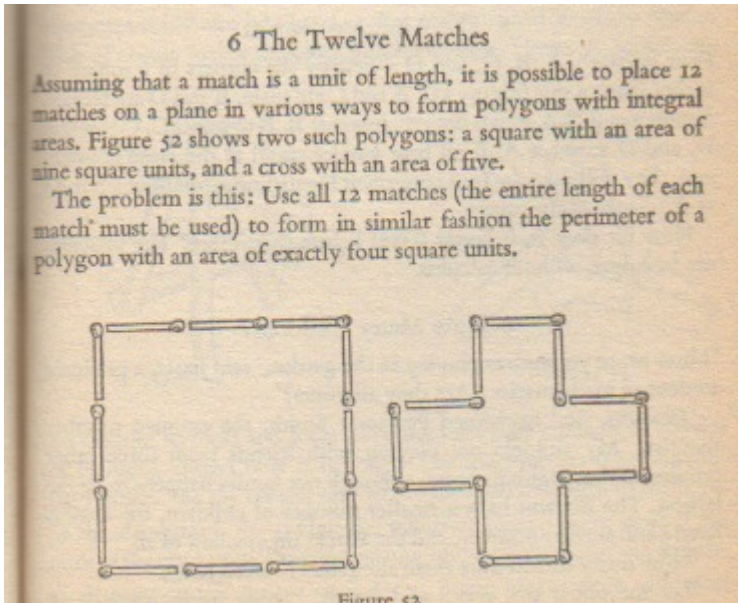 6 The Twelve Matches
Assuming that a match is a unit of length, it is possible to place 12
matches on a plane in various ways to form polygons with integral
areas. Figure 52 shows two such polygons: a square with an area of
nine square units, and a cross with an area of five.
The problem is this: Use all 12 matches (the entire length of each
match must be used) to form in similar fashion the perimeter of a
polygon with an area of exactly four square units.
Figure 52